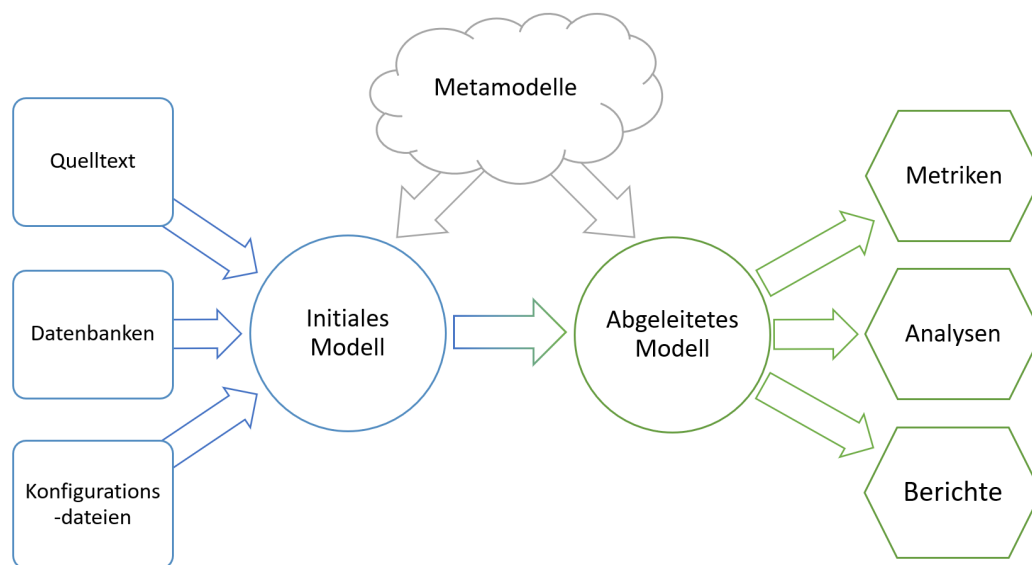 Metamodelle
Quelltext
Datenbanken
Konfigurations
-dateien
Initiales
Modell
Abgeleitetes
Modell
Metriken
Analysen
Berichte